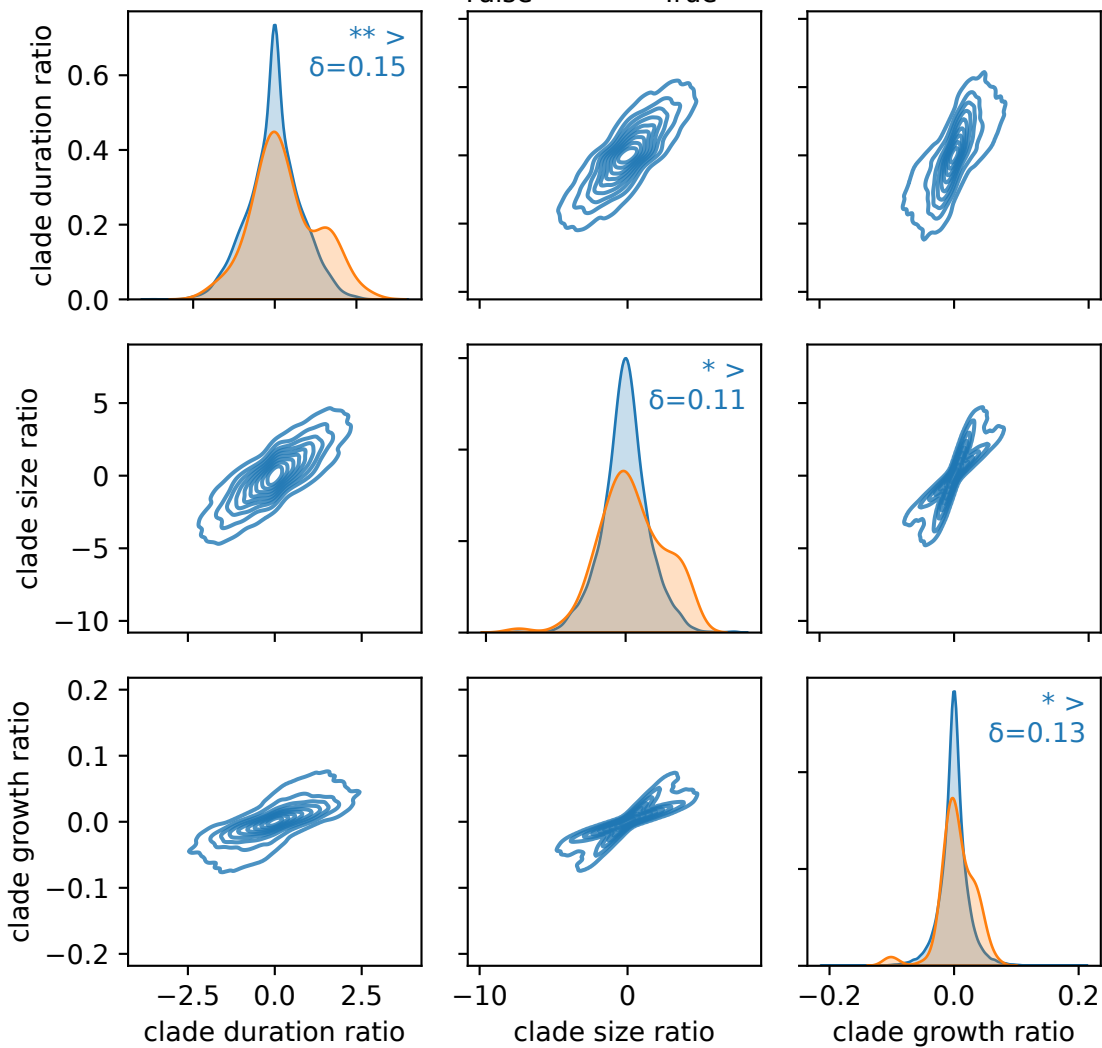 False True
clade duration ratio
0.6
0.4
0.2
0.0
** >
δ=0.15
clade size ratio
5
0
−5
−10
* >
δ=0.11
clade growth ratio
0.2
0.1
0.0
−0.1
−0.2
* >
δ=0.13
−2.5 0.0 2.5
−10 0
−0.2 0.0 0.2
clade duration ratio
clade size ratio
clade growth ratio